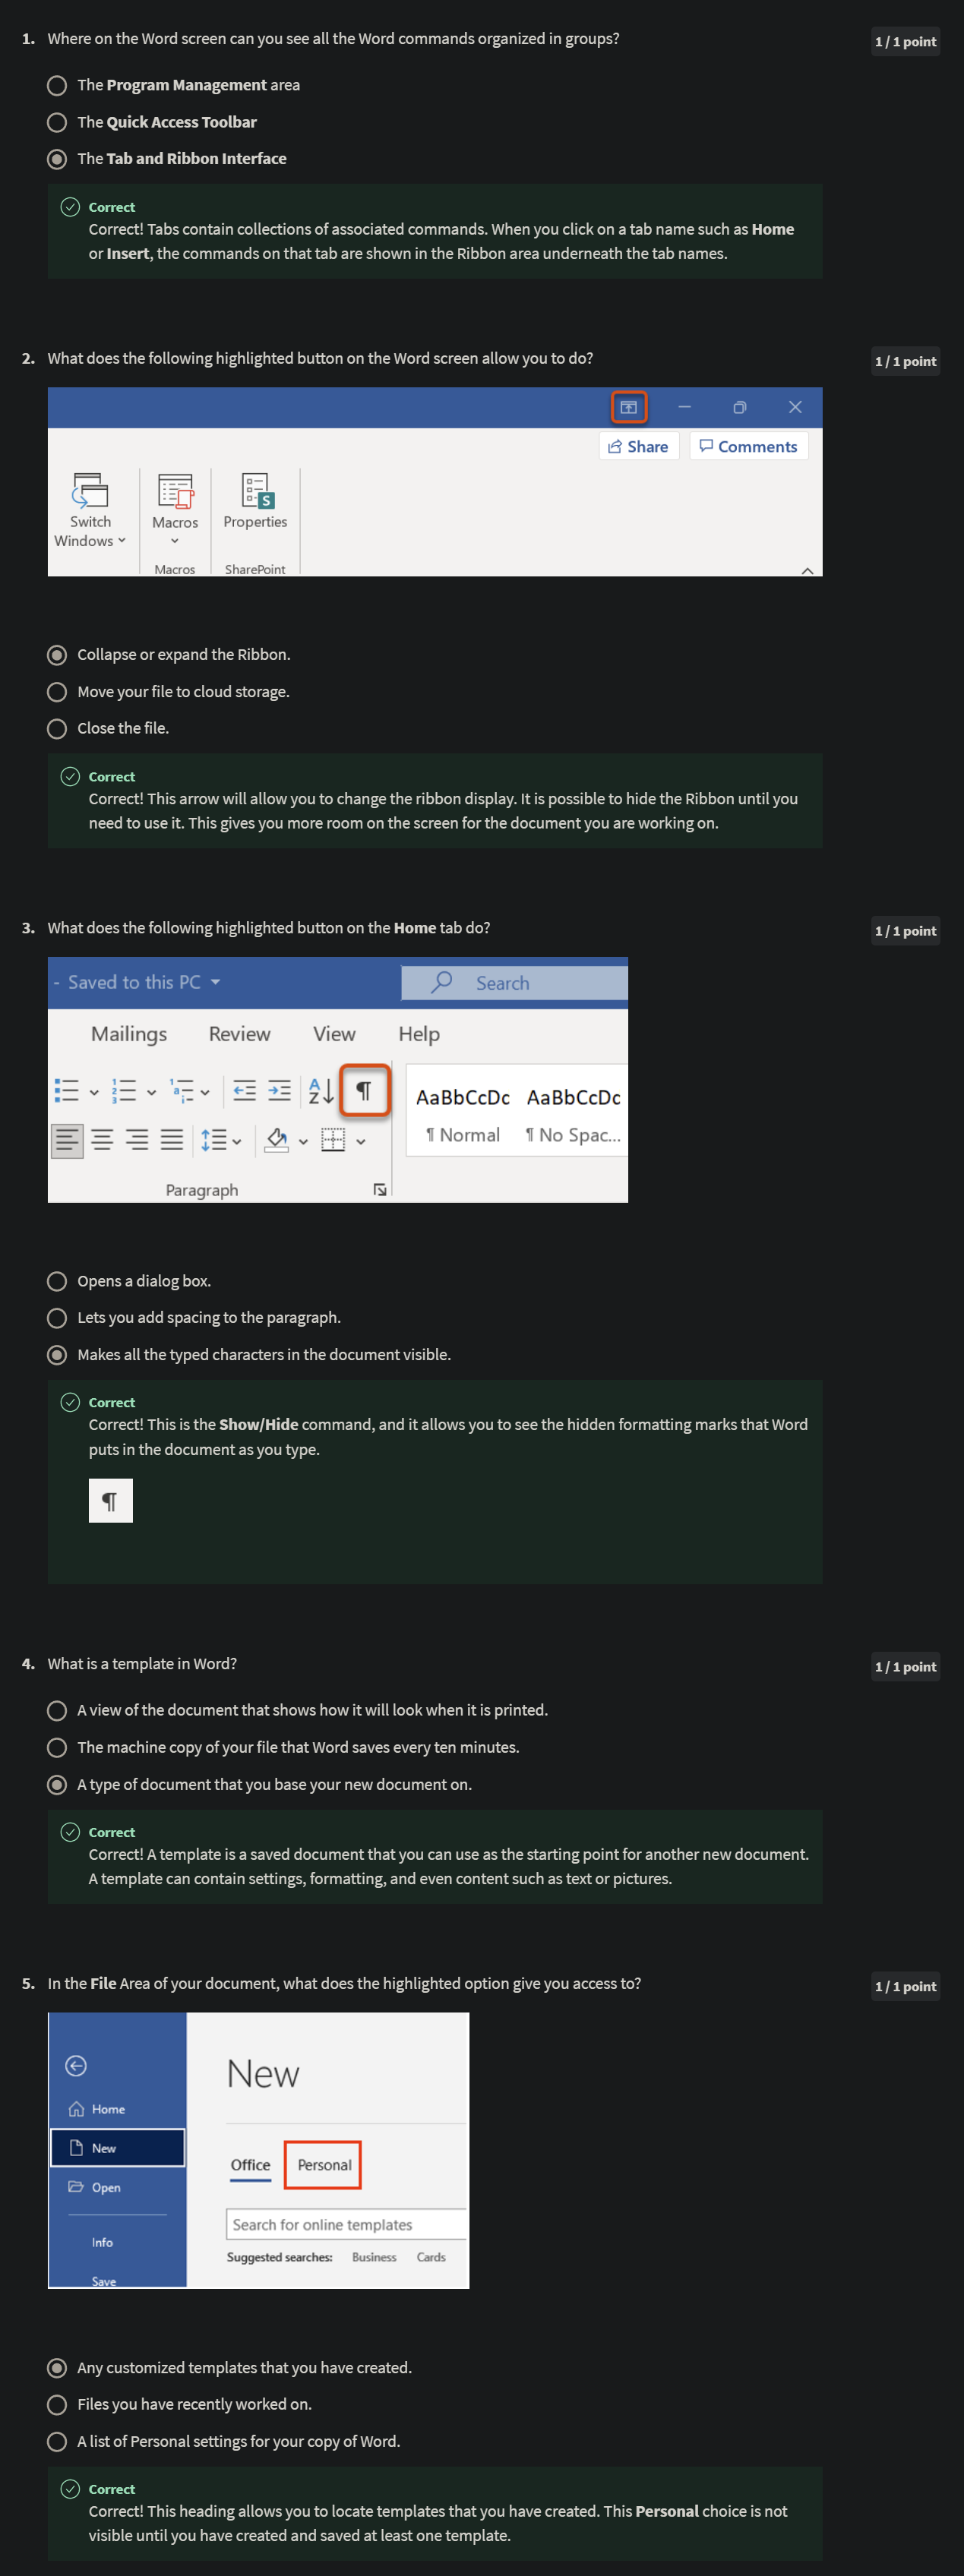 1. Where on the Word screen can you see all the Word commands organized in groups?
1 / 1 point
The Program Management area
The Quick Access Toolbar
The Tab and Ribbon Interface
Correct
Correct! Tabs contain collections of associated commands. When you click on a tab name such as Home
or Insert, the commands on that tab are shown in the Ribbon area underneath the tab names.
2. What does the following highlighted button on the Word screen allow you to do?
1 / 1 point
Share
Comments
Switch
Windows
Macros
Properties
Macros
SharePoint
Collapse or expand the Ribbon.
Move your file to cloud storage.
Close the file.
Correct
Correct! This arrow will allow you to change the ribbon display. It is possible to hide the Ribbon until you
need to use it. This gives you more room on the screen for the document you are working on.
3. What does the following highlighted button on the Home tab do?
1 / 1 point
- Saved to this PC
Search
Mailings Review View Help
AaBbCcDc AaBbCcDc
¶ Normal ¶ No Spac...
Paragraph
Opens a dialog box.
Lets you add spacing to the paragraph.
Makes all the typed characters in the document visible.
Correct
Correct! This is the Show/Hide command, and it allows you to see the hidden formatting marks that Word
puts in the document as you type.
¶
4. What is a template in Word?
1 / 1 point
A view of the document that shows how it will look when it is printed.
The machine copy of your file that Word saves every ten minutes.
A type of document that you base your new document on.
Correct
Correct! A template is a saved document that you can use as the starting point for another new document.
A template can contain settings, formatting, and even content such as text or pictures.
5. In the File Area of your document, what does the highlighted option give you access to?
1 / 1 point
Home
New
Open
Info
Save
New
Office Personal
Search for online templates
Suggested searches: Business Cards
Any customized templates that you have created.
Files you have recently worked on.
A list of Personal settings for your copy of Word.
Correct
Correct! This heading allows you to locate templates that you have created. This Personal choice is not
visible until you have created and saved at least one template.